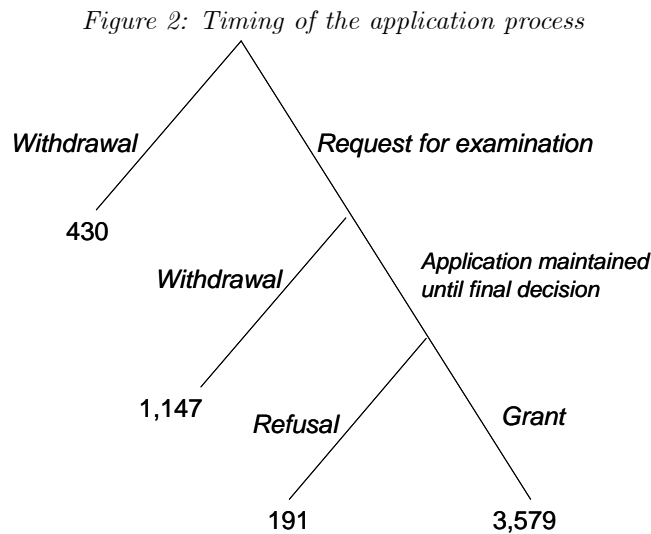 Figure 2: Timing of the application process
Withdrawal
Request for examination
430
Withdrawal
Application maintained
until final decision
1,147
Refusal
Grant
191
3,579